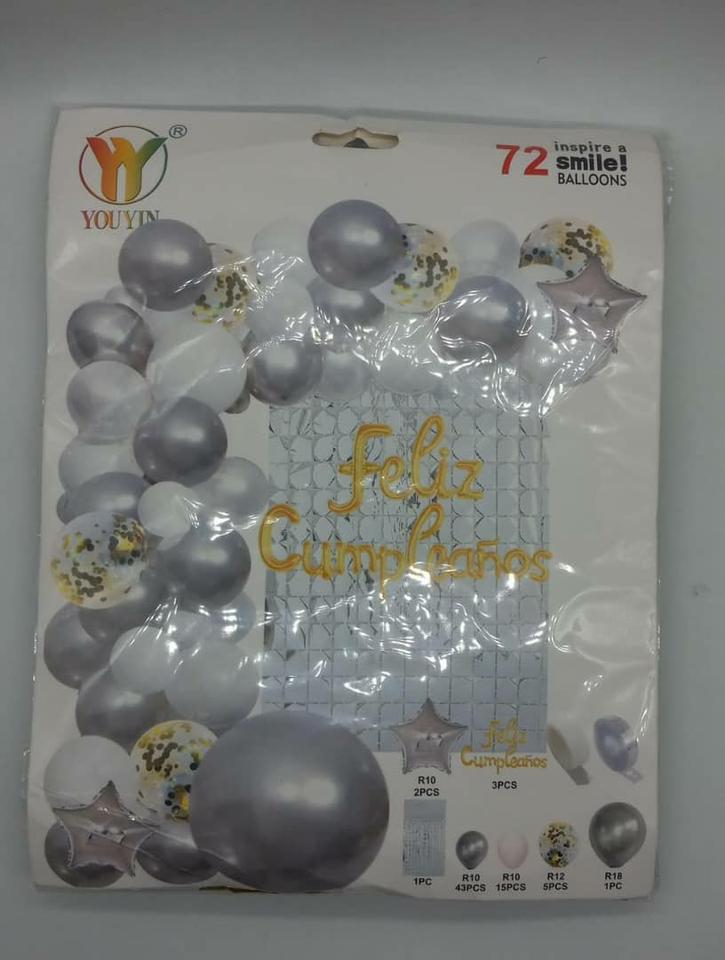 ®
YOUYIN
72 inspire a
smile!
BALLOONS
Feliz
Cumpleaños
R10
2PCS
Feliz
Cumpleaños
3PCS
1PC
R10
43PCS
R10
15PCS
R12
5PCS
R18
1PC